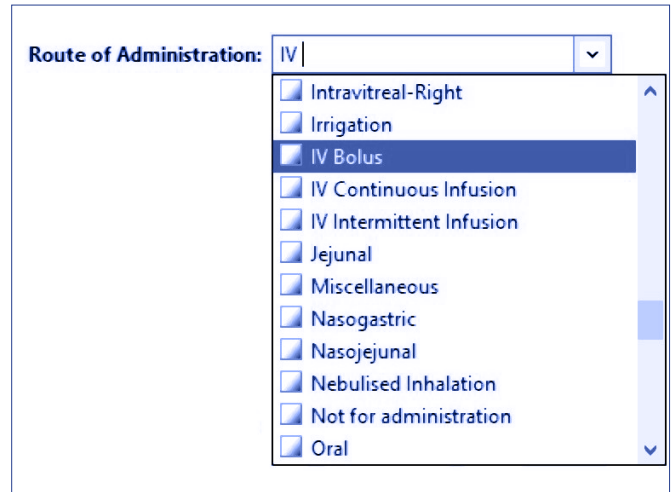 Route of Administration: IV
Intravitreal-Right
Irrigation
IV Bolus
IV Continuous Infusion
IV Intermittent Infusion
Jejunal
Miscellaneous
Nasogastric
Nasojejunal
Nebulised Inhalation
Not for administration
Oral